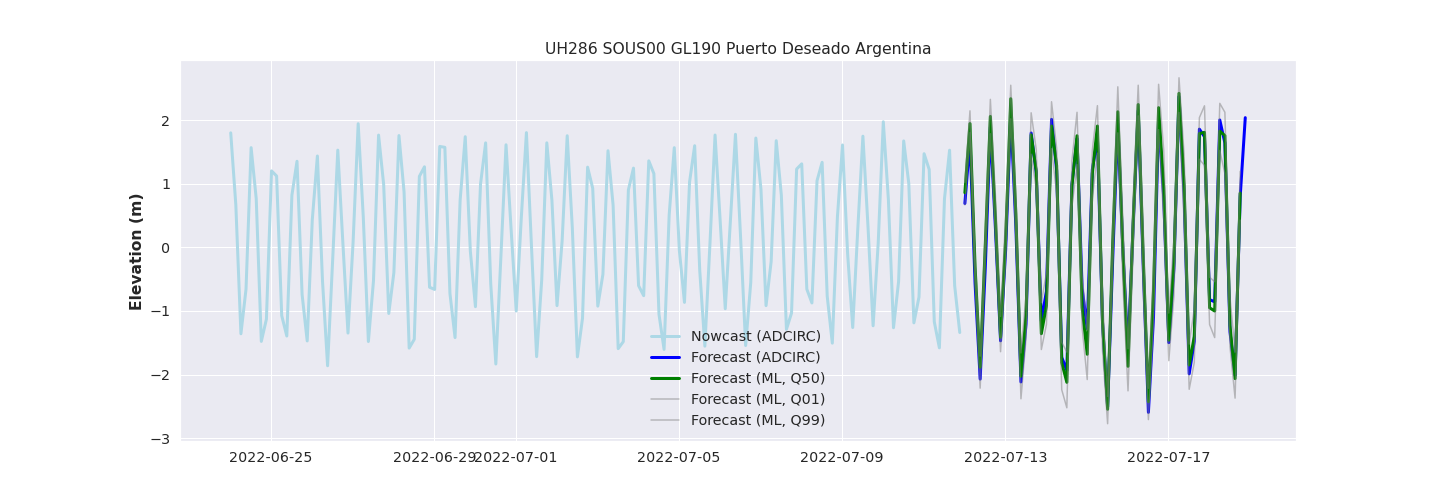 UH286 SOUS00 GL190 Puerto Deseado Argentina
Elevation (m)
2
1
0
−1
−2
−3
Nowcast (ADCIRC)
Forecast (ADCIRC)
Forecast (ML, Q50)
Forecast (ML, Q01)
Forecast (ML, Q99)
2022-06-25 2022-06-29 2022-07-01 2022-07-05 2022-07-09 2022-07-13 2022-07-17